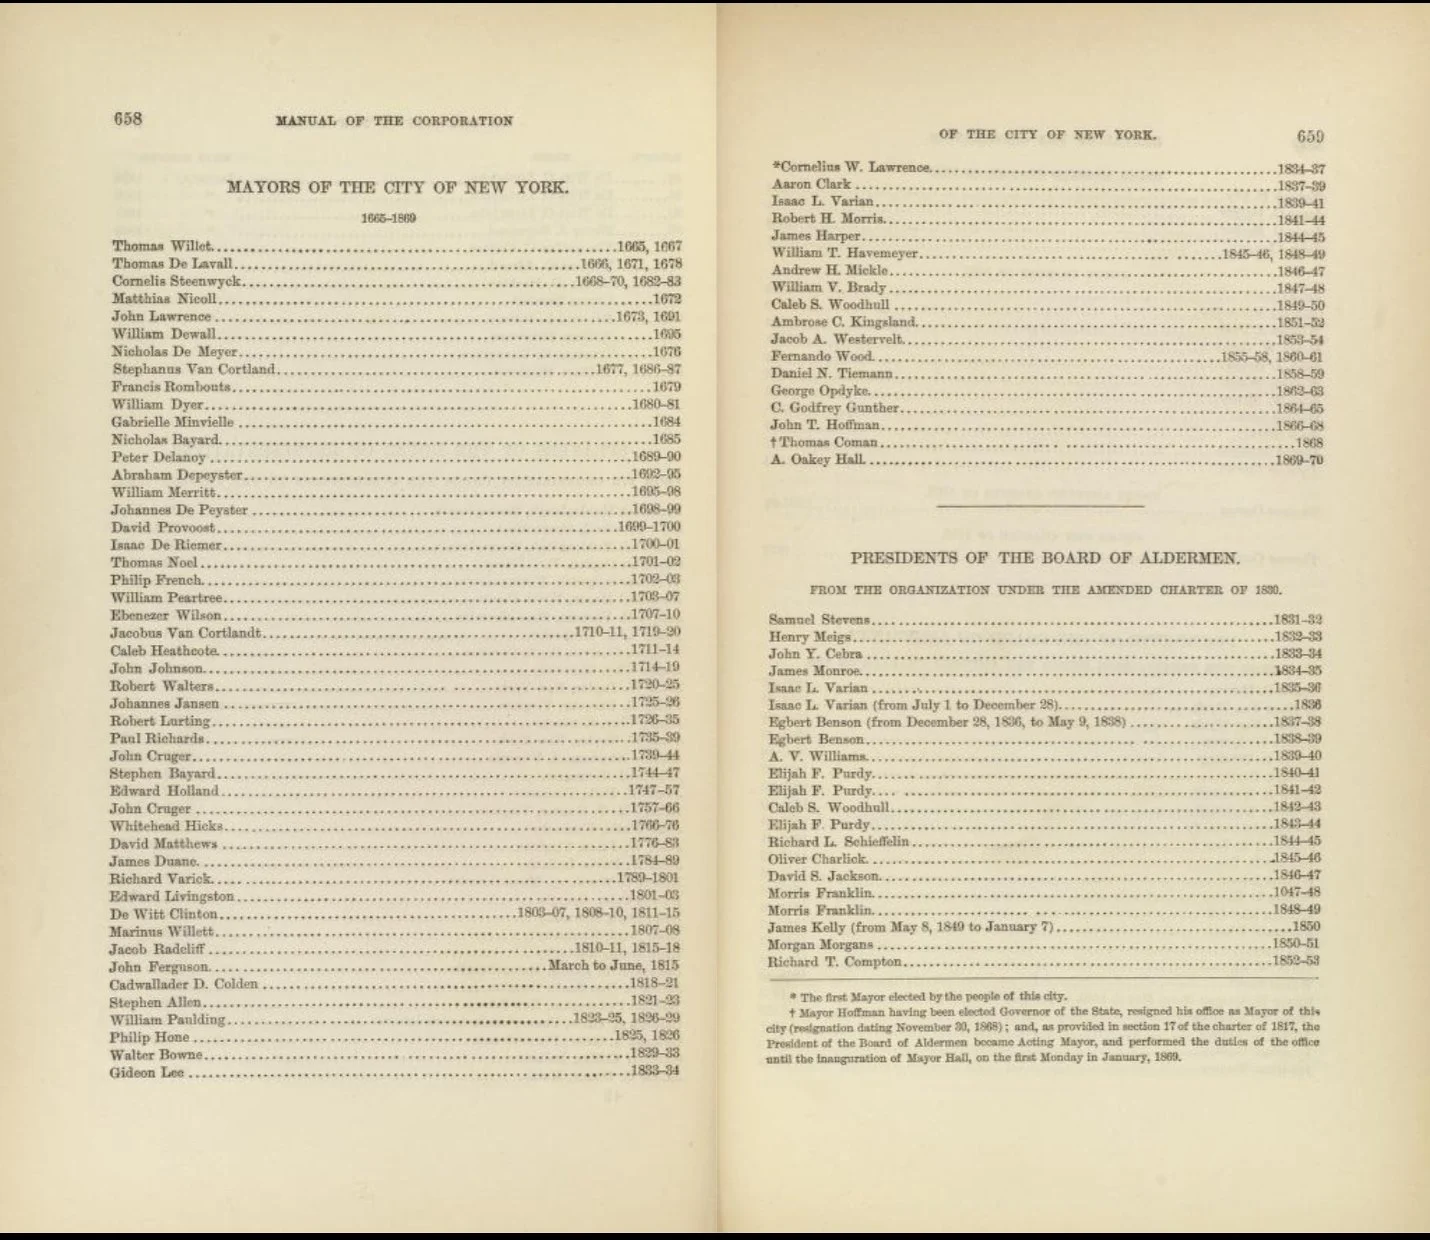 658 MANUAL OF THE CORPORATION
MAYORS OF THE CITY OF NEW YORK.
1665–1869
Thomas Willet..........1665, 1667
Thomas De Lavall..........1666, 1671, 1678
Cornelis Steenwyck..........1668–70, 1682–83
Matthias Nicoll..........1672
John Lawrence..........1673, 1691
William Dewall..........1695
Nicholas De Meyer..........1676
Stephanus Van Cortland..........1677, 1686–87
Francis Rombouts..........1679
William Dyer..........1680–81
Gabrielle Minvielle..........1684
Nicholas Bayard..........1685
Peter Delanoy..........1689–90
Abraham Depeyster..........1692–95
William Merritt..........1695–98
Johannes De Peyster..........1698–99
David Provoost..........1699–1700
Isaac De Riemer..........1700–01
Thomas Noel..........1701–02
Philip French..........1702–03
William Peartree..........1703–07
Ebenezer Wilson..........1707–10
Jacobus Van Cortlandt..........1710–11, 1719–20
Caleb Heathcote..........1711–14
John Johnson..........1714–19
Robert Walters..........1720–25
Johannes Jansen..........1725–26
Robert Lurting..........1726–35
Paul Richards..........1735–39
John Cruger..........1739–44
Stephen Bayard..........1744–47
Edward Holland..........1747–57
John Cruger..........1757–66
Whitehead Hicks..........1766–76
David Matthews..........1776–83
James Duane..........1784–89
Richard Varick..........1789–1801
Edward Livingston..........1801–03
De Witt Clinton..........1803–07, 1808–10, 1811–15
Marinus Willett..........1807–08
Jacob Radcliff..........1810–11, 1815–18
John Ferguson..........March to June, 1815
Cadwallader D. Colden..........1818–21
Stephen Allen..........1821–23
William Paulding..........1823–25, 1826–29
Philip Hone..........1825, 1826
Walter Bowne..........1829–33
Gideon Lee..........1833–34
OF THE CITY OF NEW YORK. 659
*Cornelius W. Lawrence..........1834–37
Aaron Clark..........1837–39
Isaac L. Varian..........1839–41
Robert H. Morris..........1841–44
James Harper..........1844–45
William T. Havemeyer..........1845–46, 1848–49
Andrew H. Mickle..........1846–47
William V. Brady..........1847–48
Caleb S. Woodhull..........1849–50
Ambrose C. Kingsland..........1851–52
Jacob A. Westervelt..........1853–54
Fernando Wood..........1855–58, 1860–61
Daniel N. Tiemann..........1858–59
George Opdyke..........1862–63
C. Godfrey Gunther..........1864–65
John T. Hoffman..........1866–68
†Thomas Coman..........1868
A. Oakey Hall..........1869–70
PRESIDENTS OF THE BOARD OF ALDERMEN.
FROM THE ORGANIZATION UNDER THE AMENDED CHARTER OF 1830.
Samuel Stevens..........1831–32
Henry Meigs..........1832–33
John Y. Cebra..........1833–34
James Monroe..........1834–35
Isaac L. Varian..........1835–36
Isaac L. Varian (from July 1 to December 28)..........1836
Egbert Benson (from December 28, 1836, to May 9, 1838)..........1837–38
Egbert Benson..........1838–39
A. V. Williams..........1839–40
Elijah F. Purdy..........1840–41
Elijah F. Purdy..........1841–42
Caleb S. Woodhull..........1842–43
Elijah F. Purdy..........1843–44
Richard L. Schieffelin..........1844–45
Oliver Charlick..........1845–46
David S. Jackson..........1846–47
Morris Franklin..........1047–48
Morris Franklin..........1848–49
James Kelly (from May 8, 1849 to January 7)..........1850
Morgan Morgans..........1850–51
Richard T. Compton..........1852–53
* The first Mayor elected by the people of this city.
† Mayor Hoffman having been elected Governor of the State, resigned his office as Mayor of this
city (resignation dating November 30, 1868); and, as provided in section 17 of the charter of 1817, the
President of the Board of Aldermen became Acting Mayor, and performed the duties of the office
until the inauguration of Mayor Hall, on the first Monday in January, 1869.